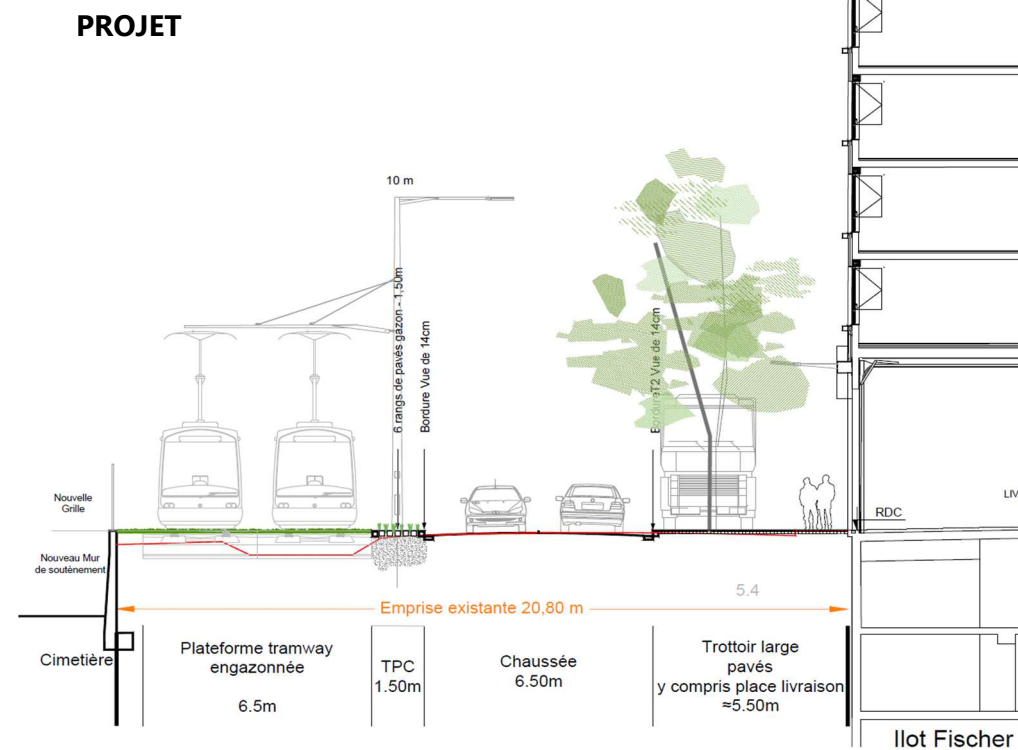 PROJET
10 m
6 rangs de pavés gazon - 1,50m
Bordure Vue de 14cm
BordureT2 Vue de 14cm
Nouvelle
Grille
Nouveau Mur
de souténement
RDC
LIV
5.4
Emprise existante 20,80 m
Cimetière
Plateforme tramway
engazonnée
6.5m
TPC
1.50m
Chaussée
6.50m
Trottoir large
pavés
y compris place livraison
≈5.50m
Ilot Fischer